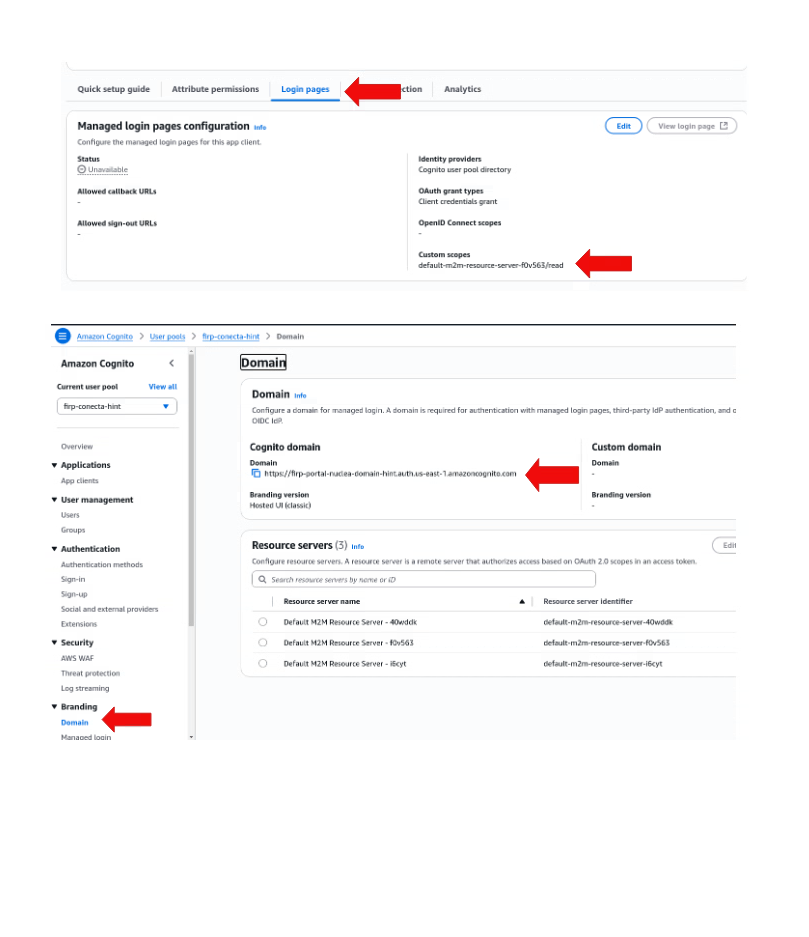 Quick setup guide Attribute permissions Login pages ction Analytics
Managed login pages configuration Info
Edit View login page
Configure the managed login pages for this app client.
Status
Unavailable
Allowed callback URLs
-
Allowed sign-out URLs
-
Identity providers
Cognito user pool directory
OAuth grant types
Client credentials grant
OpenID Connect scopes
-
Custom scopes
default-m2m-resource-server-f0v563/read
Amazon Cognito > User pools > firp-conecta-hint > Domain
Amazon Cognito
Current user pool View all
firp-conecta-hint
Overview
Applications
App clients
User management
Users
Groups
Authentication
Authentication methods
Sign-in
Sign-up
Social and external providers
Extensions
Security
AWS WAF
Threat protection
Log streaming
Branding
Domain
Managed login
Domain
Domain Info
Configure a domain for managed login. A domain is required for authentication with managed login pages, third-party IdP authentication, and o
OIDC IdP.
Cognito domain
Domain
https://firp-portal-nuclea-domain-hint.auth.us-east-1.amazoncognito.com
Branding version
Hosted UI (classic)
Custom domain
Domain
-
Branding version
-
Resource servers (3) Info
Edit
Configure resource servers. A resource server is a remote server that authorizes access based on OAuth 2.0 scopes in an access token.
Search resource servers by name or ID
Resource server name Resource server identifier
Default M2M Resource Server - 40wddk default-m2m-resource-server-40wddk
Default M2M Resource Server - f0v563 default-m2m-resource-server-f0v563
Default M2M Resource Server - i6cyt default-m2m-resource-server-i6cyt